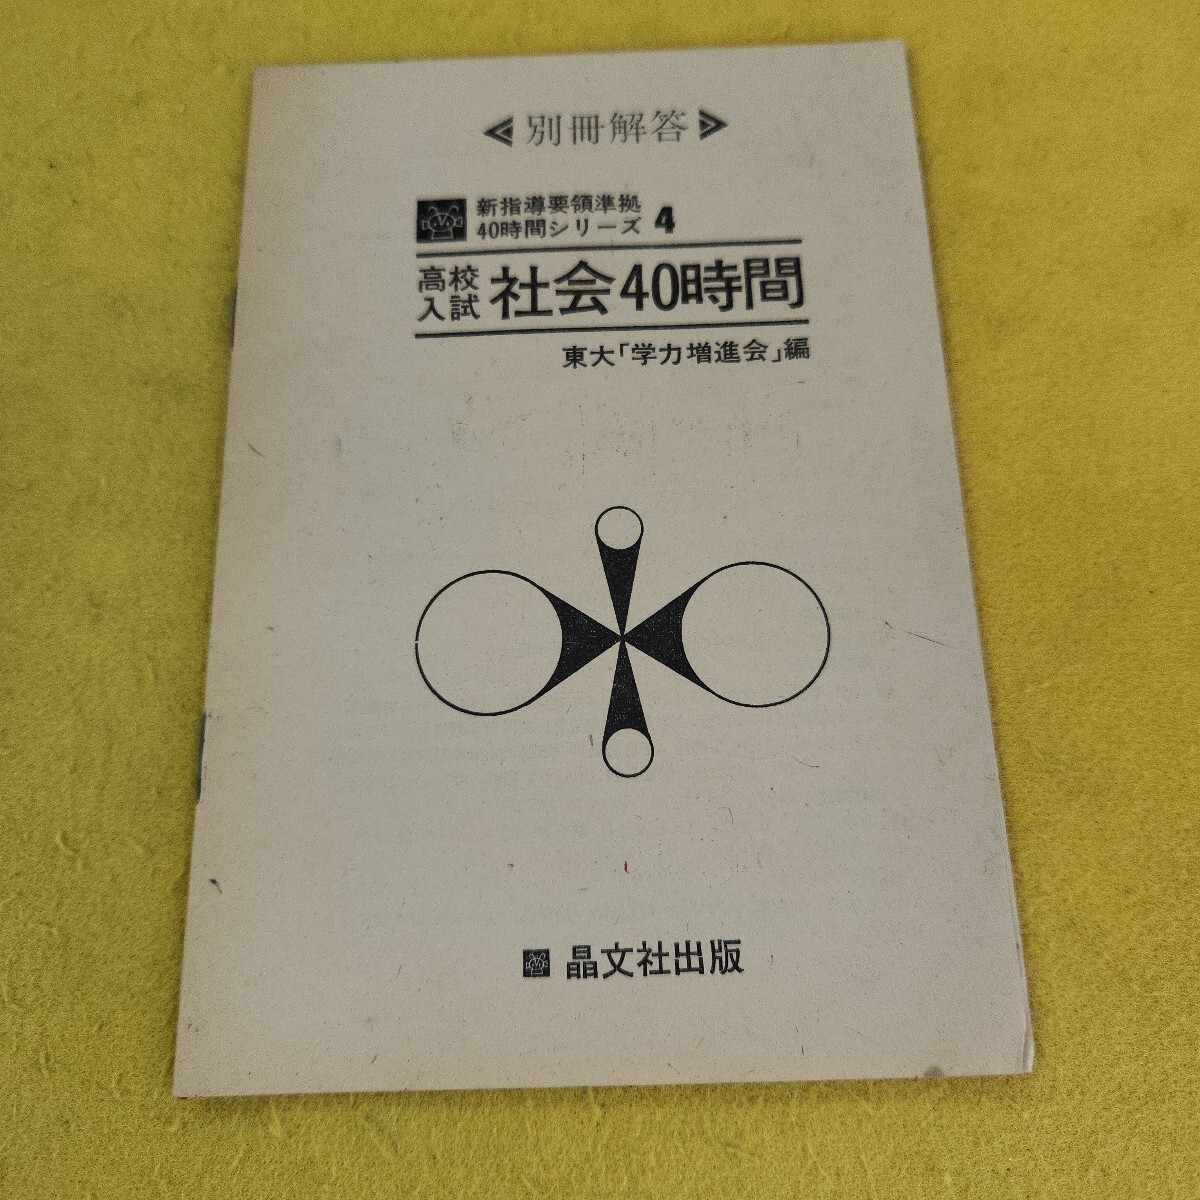 ≪別冊解答≫
新指導要領準拠
40時間シリーズ 4
高校入試 社会40時間
東大「学力増進会」編
晶文社出版